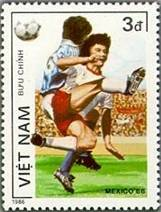 3đ
BƯU CHÍNH
VIỆT NAM
1986
MEXICO'86